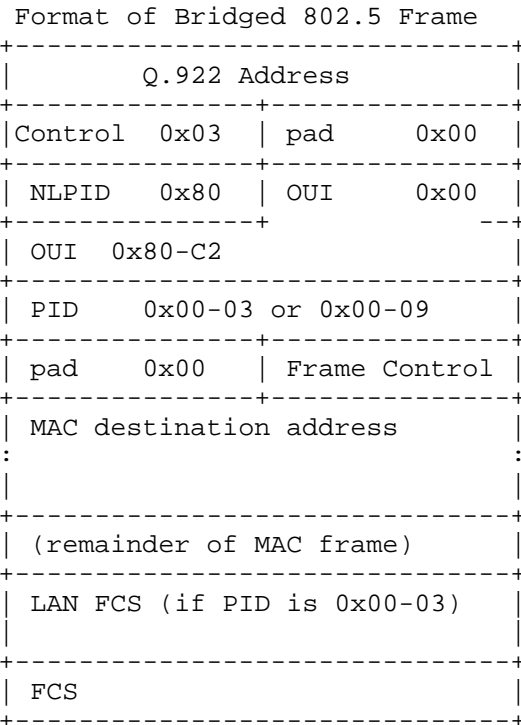 Format of Bridged 802.5 Frame
Q.922 Address
Control 0x03 | pad 0x00
NLPID 0x80 | OUI 0x00
OUI 0x80-C2
PID 0x00-03 or 0x00-09
pad 0x00 | Frame Control
MAC destination address
(remainder of MAC frame)
LAN FCS (if PID is 0x00-03)
FCS